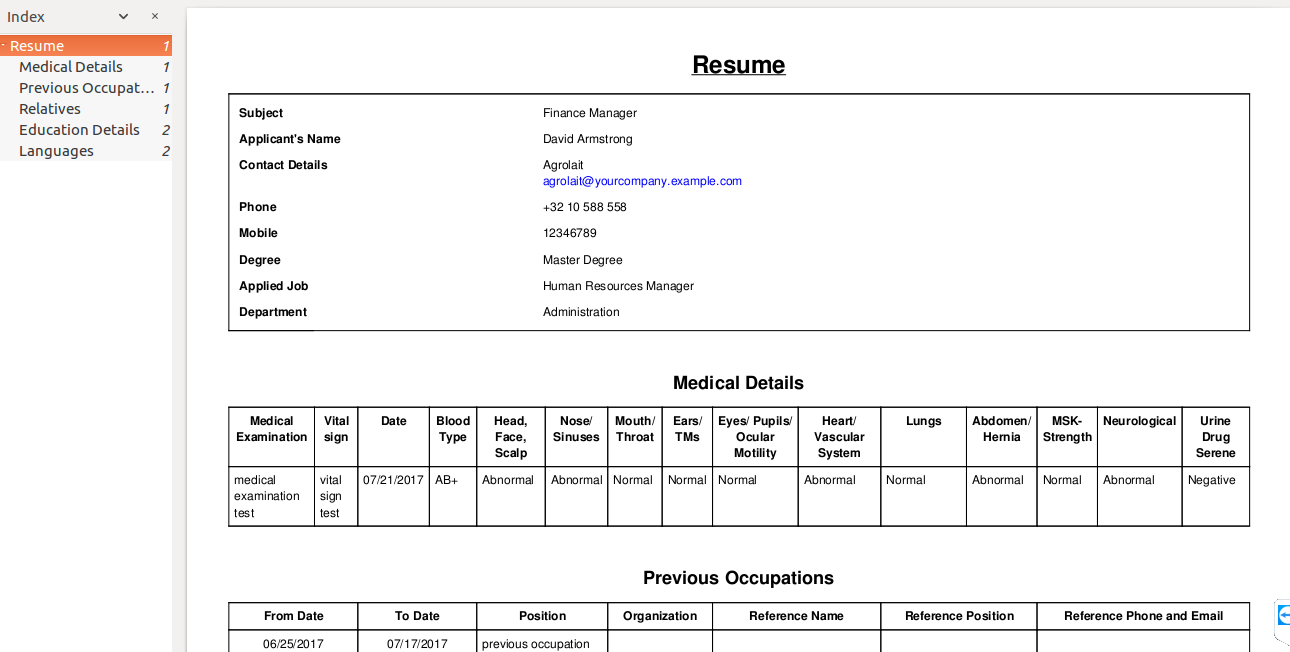 Index
Resume 1
Medical Details 1
Previous Occupat... 1
Relatives 1
Education Details 2
Languages 2
Resume
Subject Finance Manager
Applicant's Name David Armstrong
Contact Details Agrolait
agrolait@yourcompany.example.com
Phone +32 10 588 558
Mobile 12346789
Degree Master Degree
Applied Job Human Resources Manager
Department Administration
Medical Details
Medical Vital Date Blood Head, Nose/ Mouth/ Ears/ Eyes/ Pupils/ Heart/ Lungs Abdomen/ MSK- Neurological Urine
Examination sign Type Face, Sinuses Throat TMs Ocular Vascular Hernia Strength Drug
Scalp Motility System Serene
medical vital 07/21/2017 AB+ Abnormal Abnormal Normal Normal Normal Abnormal Normal Abnormal Normal Abnormal Negative
examination sign
test test
Previous Occupations
From Date To Date Position Organization Reference Name Reference Position Reference Phone and Email
06/25/2017 07/17/2017 previous occupation